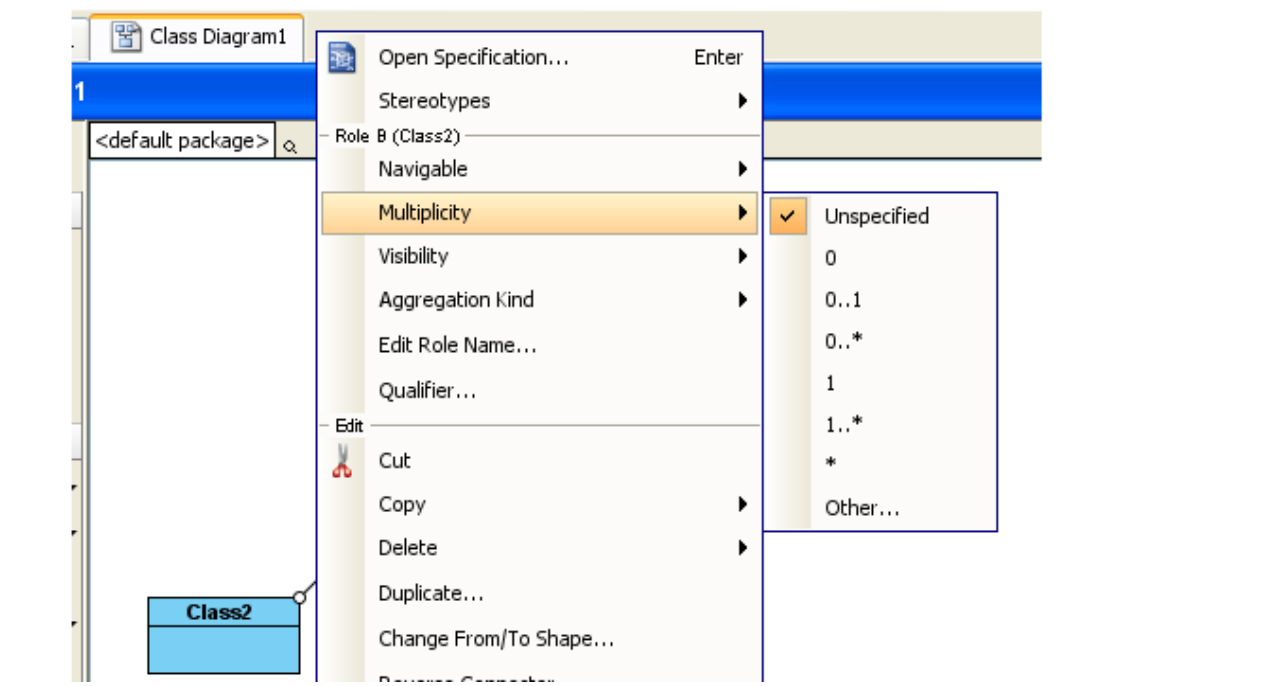 Class Diagram1
Open Specification... Enter
Stereotypes
1
Role B (Class2)
<default package>
Navigable
Multiplicity
Unspecified
Visibility
0
Aggregation Kind
0..1
Edit Role Name...
0..*
Qualifier...
1
Edit
1..*
Cut
*
Copy
Other...
Delete
Duplicate...
Class2
Change From/To Shape...